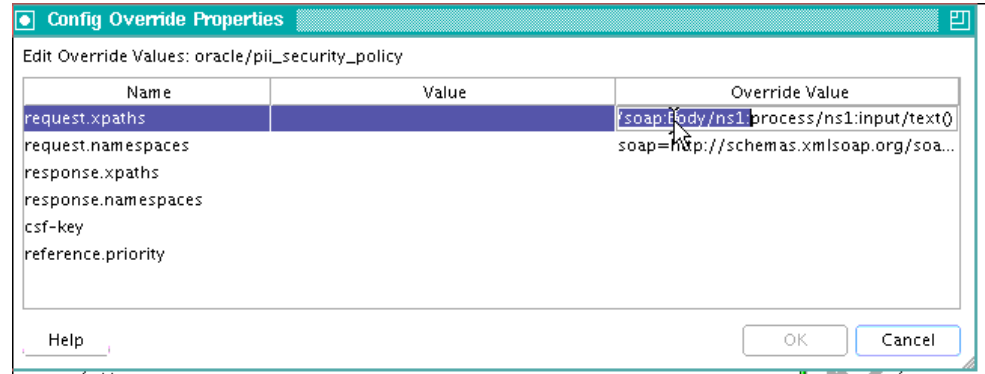 Config Override Properties
Edit Override Values: oracle/pii_security_policy
Name Value Override Value
request.xpaths /soap:Body/ns1:process/ns1:input/text()
request.namespaces soap=http://schemas.xmlsoap.org/soa...
response.xpaths
response.namespaces
csf-key
reference.priority
Help OK Cancel